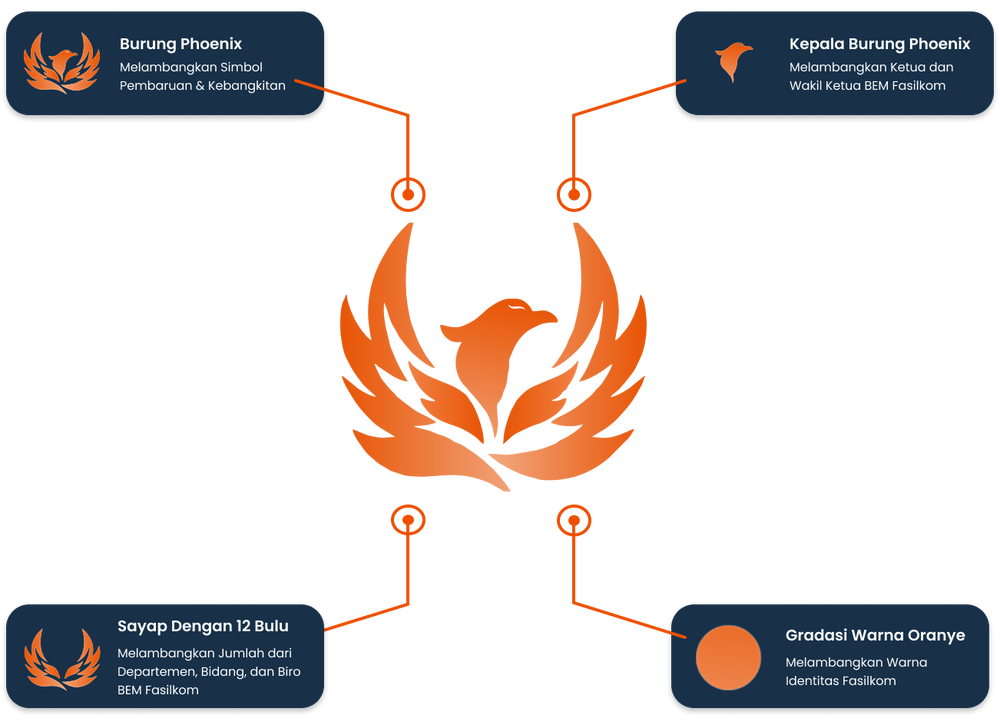 Burung Phoenix
Melambangkan Simbol
Pembaruan & Kebangkitan
Kepala Burung Phoenix
Melambangkan Ketua dan
Wakil Ketua BEM Fasilkom
Sayap Dengan 12 Bulu
Melambangkan Jumlah dari
Departemen, Bidang, dan Biro
BEM Fasilkom
Gradasi Warna Oranye
Melambangkan Warna
Identitas Fasilkom